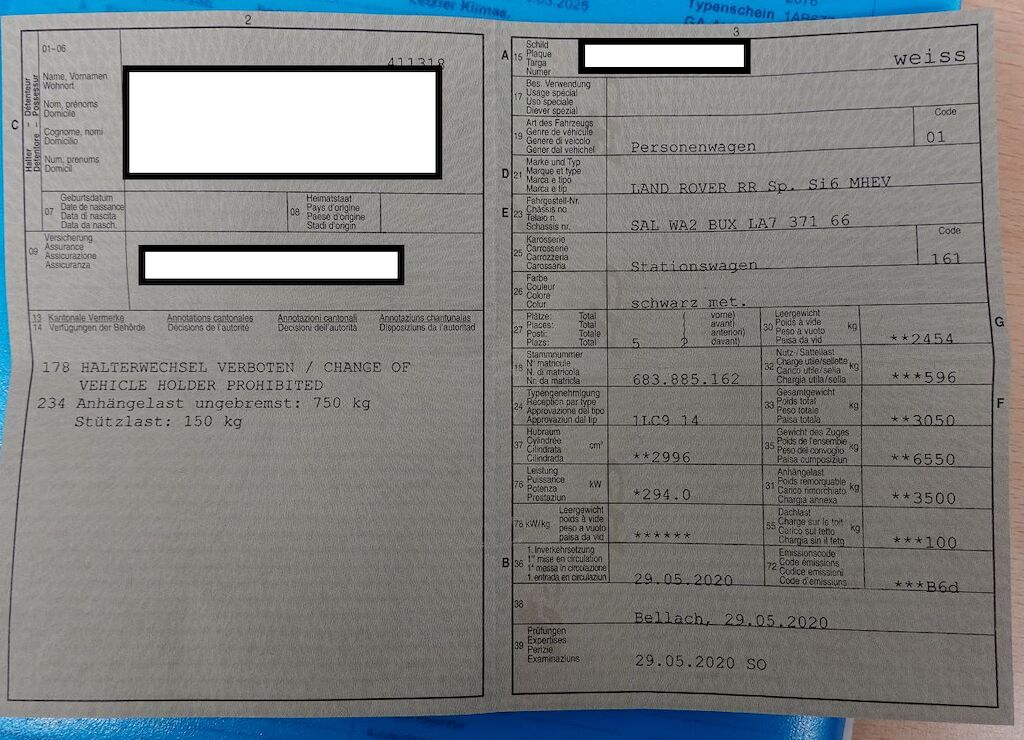 Letzter Klimas.
.03.2025
2076
Typenschein 1AB67
2
01-06
411318
Détenteur
Possessur
C
Halter
Detentore
Name, Vornamen
Wohnort
Nom, prénoms
Domicile
Cognome, nomi
Domicilio
Num, prenums
Domicil
07
Geburtsdatum
Date de naissance
Data di nascita
Data da nasch.
08
Heimatstaat
Pays d'origine
Paese d'origine
Stadi d'origin
09
Versicherung
Assurance
Assicurazione
Assicuranza
13 Kantonale Vermerke Annotations cantonales Annotazioni cantonali Annotaziuns chantunalas
14 Verfügungen der Behörde Décisions de l'autorité Decisioni dell'autorità Disposiziuns da l'autoritad
178 HALTERWECHSEL VERBOTEN / CHANGE OF
VEHICLE HOLDER PROHIBITED
234 Anhängelast ungebremst: 750 kg
Stützlast: 150 kg
3
A 15
Schild
Plaque
Targa
Numer
weiss
17
Bes. Verwendung
Usage spécial
Uso speciale
Diever spezial
19
Art des Fahrzeugs
Genre de véhicule
Genere di veicolo
Gener dal vehichel
Personenwagen
Code
01
D 21
Marke und Typ
Marque et type
Marca e tipo
Marca e tip
LAND ROVER RR Sp. Si6 MHEV
E 23
Fahrgestell-Nr.
Châssis no
Telaio n.
Schassis nr.
SAL WA2 BUX LA7 371 66
25
Karosserie
Carrosserie
Carrozzeria
Carossaria
Stationswagen
Code
161
26
Farbe
Couleur
Colore
Colur
schwarz met.
27
Plätze: Total ( vorne)
Places: Total ( avant)
Posti: Totale ( anteriori)
Plazs: Total ( davant)
5 2
30
Leergewicht
Poids à vide
Peso a vuoto
Paisa da vid
kg
**2454
G
18
Stammnummer
N° matricule
N. di matricola
Nr. da matricla
683.885.162
32
Nutz-/Sattellast
Charge utile/sellette
Carico utile/sella
Chargia utila/sella
kg
***596
24
Typengenehmigung
Réception par type
Approvazione del tipo
Approvaziun dal tip
1LC9 14
33
Gesamtgewicht
Poids total
Peso totale
Paisa totala
kg
**3050
F
37
Hubraum
Cylindrée
Cilindrata
Cilindrada
cm³
**2996
35
Gewicht des Zuges
Poids de l'ensemble
Peso del convoglio
Paisa cumposiziun
kg
**6550
76
Leistung
Puissance
Potenza
Prestaziun
kW
*294.0
31
Anhängelast
Poids remorquable
Carico rimorchiato
Chargia annexa
kg
**3500
78 kW/kg
Leergewicht
poids à vide
peso a vuoto
paisa da vid
******
55
Dachlast
Charge sur le toit
Carico sul tetto
Chargia sin il tetg
kg
***100
B 36
1. Inverkehrsetzung
1re mise en circulation
1a messa in circolazione
1. entrada en circulaziun
29.05.2020
72
Emissionscode
Code émissions
Codice emissioni
Code d'emissiuns
***B6d
38
Bellach, 29.05.2020
39
Prüfungen
Expertises
Perizie
Examinaziuns
29.05.2020 SO